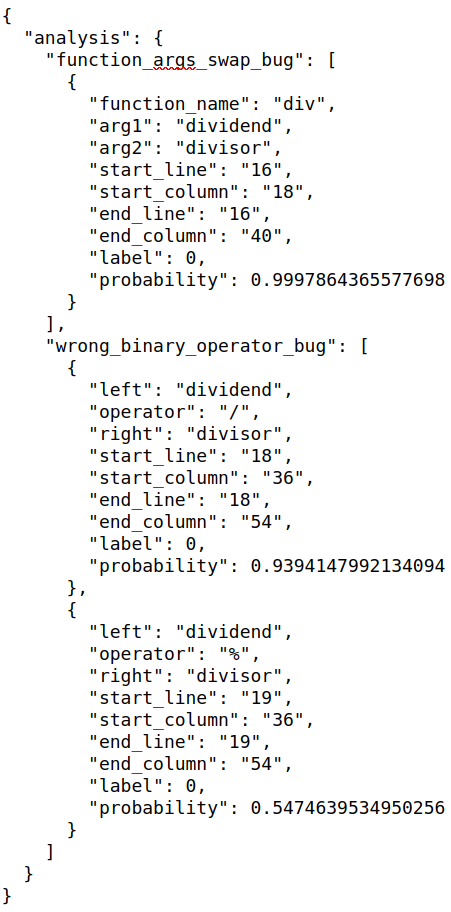 {
  "analysis": {
    "function_args_swap_bug": [
      {
        "function_name": "div",
        "arg1": "dividend",
        "arg2": "divisor",
        "start_line": "16",
        "start_column": "18",
        "end_line": "16",
        "end_column": "40",
        "label": 0,
        "probability": 0.9997864365577698
      }
    ],
    "wrong_binary_operator_bug": [
      {
        "left": "dividend",
        "operator": "/",
        "right": "divisor",
        "start_line": "18",
        "start_column": "36",
        "end_line": "18",
        "end_column": "54",
        "label": 0,
        "probability": 0.9394147992134094
      },
      {
        "left": "dividend",
        "operator": "%",
        "right": "divisor",
        "start_line": "19",
        "start_column": "36",
        "end_line": "19",
        "end_column": "54",
        "label": 0,
        "probability": 0.5474639534950256
      }
    ]
  }
}